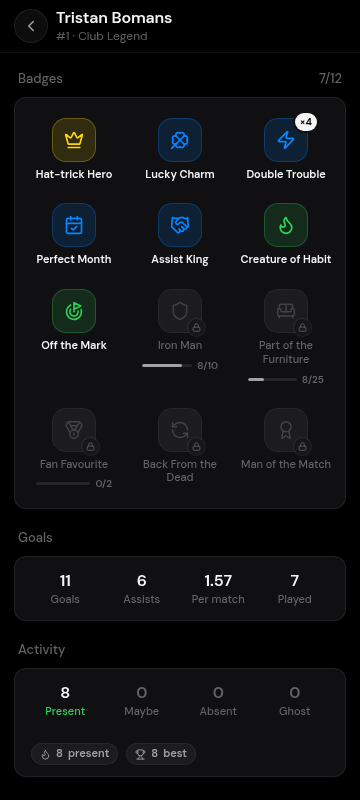 Tristan Bomans
#1 · Club Legend
Badges 7/12
×4
Hat-trick Hero Lucky Charm Double Trouble
Perfect Month Assist King Creature of Habit
Off the Mark Iron Man Part of the
Furniture
8/10
8/25
Fan Favourite Back From the Man of the Match
Dead
0/2
Goals
11 6 1.57 7
Goals Assists Per match Played
Activity
8 0 0 0
Present Maybe Absent Ghost
8 present 8 best